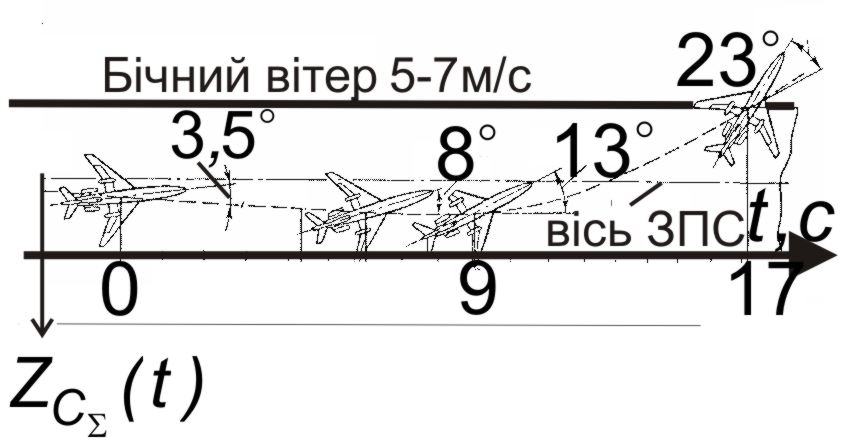 23°
Бічний вітер 5-7м/с
3,5°
8° 13°
вісь ЗПС t, c
0 9 17
Z_{C_Σ} (t)